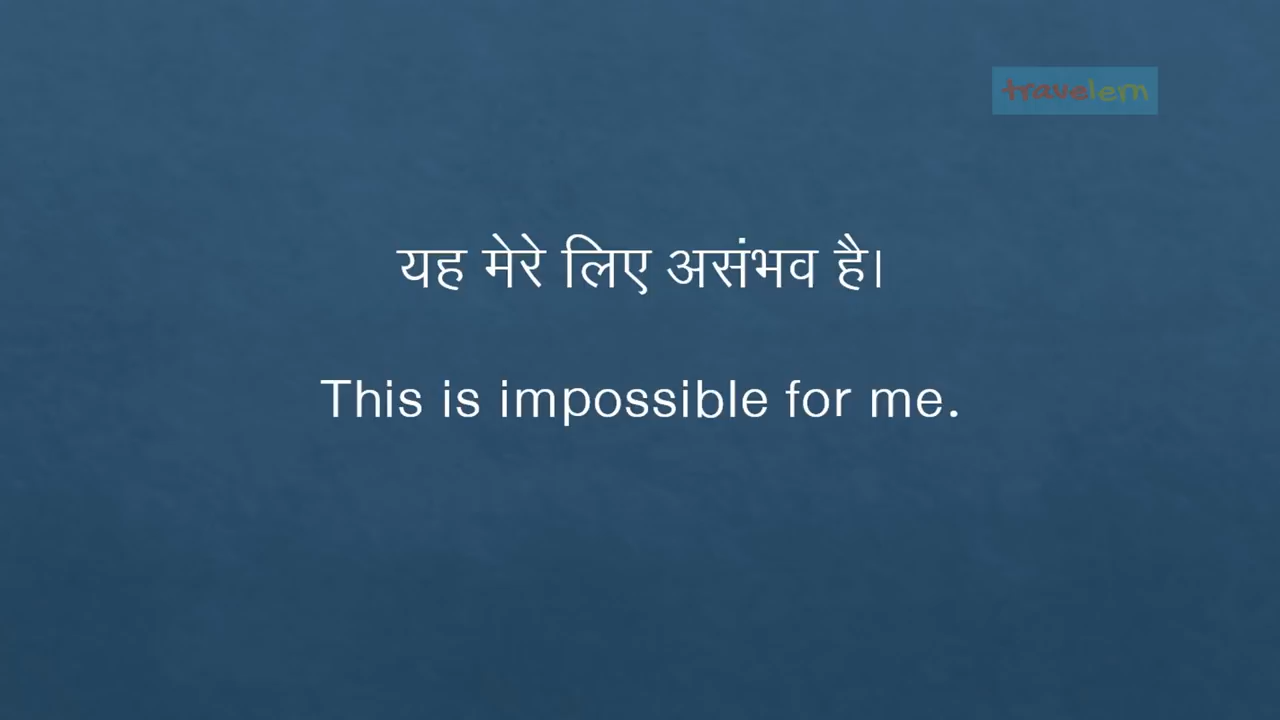 travelem
यह मेरे लिए असंभव है।
This is impossible for me.